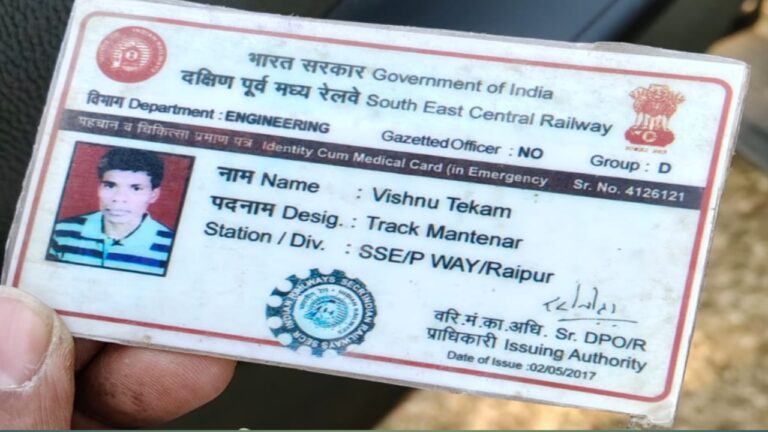 भारत सरकार Government of India
दक्षिण पूर्व मध्य रेलवे South East Central Railway
विभाग Department : ENGINEERING
Gazetted Officer : NO
Group : D
पहचान व चिकित्सा प्रमाण पत्र Identity Cum Medical Card (in Emergency Sr. No. 4126121
नाम Name : Vishnu Tekam
पदनाम Desig. : Track Mantenar
Station / Div. : SSE/P WAY/Raipur
वरि.मं.का.अधि. Sr. DPO/R
प्राधिकारी Issuing Authority
Date of Issue :02/05/2017